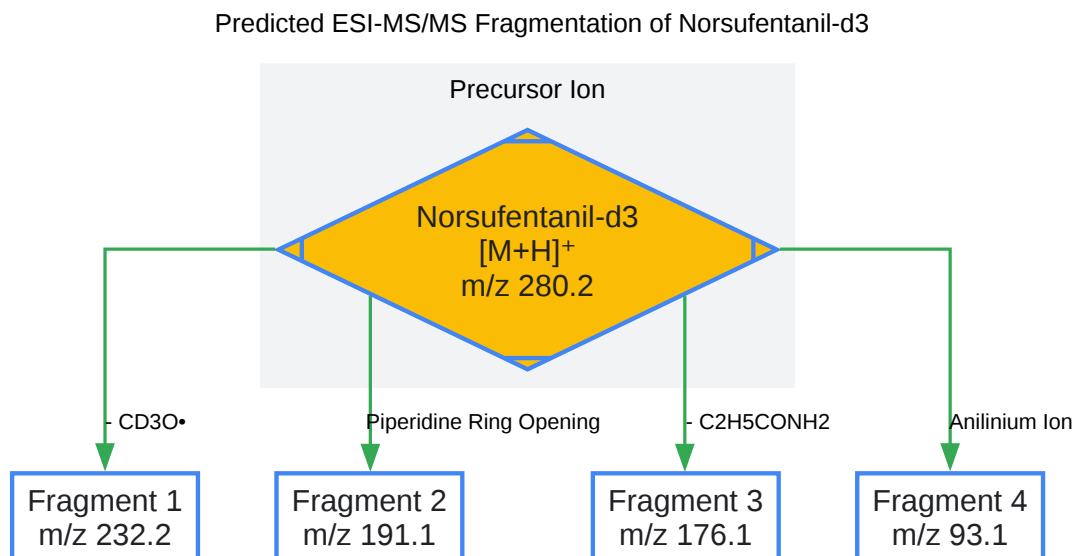 Predicted ESI-MS/MS Fragmentation of Norsufentanil-d3
Precursor Ion
Norsufentanil-d3
[M+H]⁺
m/z 280.2
- CD3O•
Piperidine Ring Opening
- C2H5CONH2
Anilinium Ion
Fragment 1
m/z 232.2
Fragment 2
m/z 191.1
Fragment 3
m/z 176.1
Fragment 4
m/z 93.1